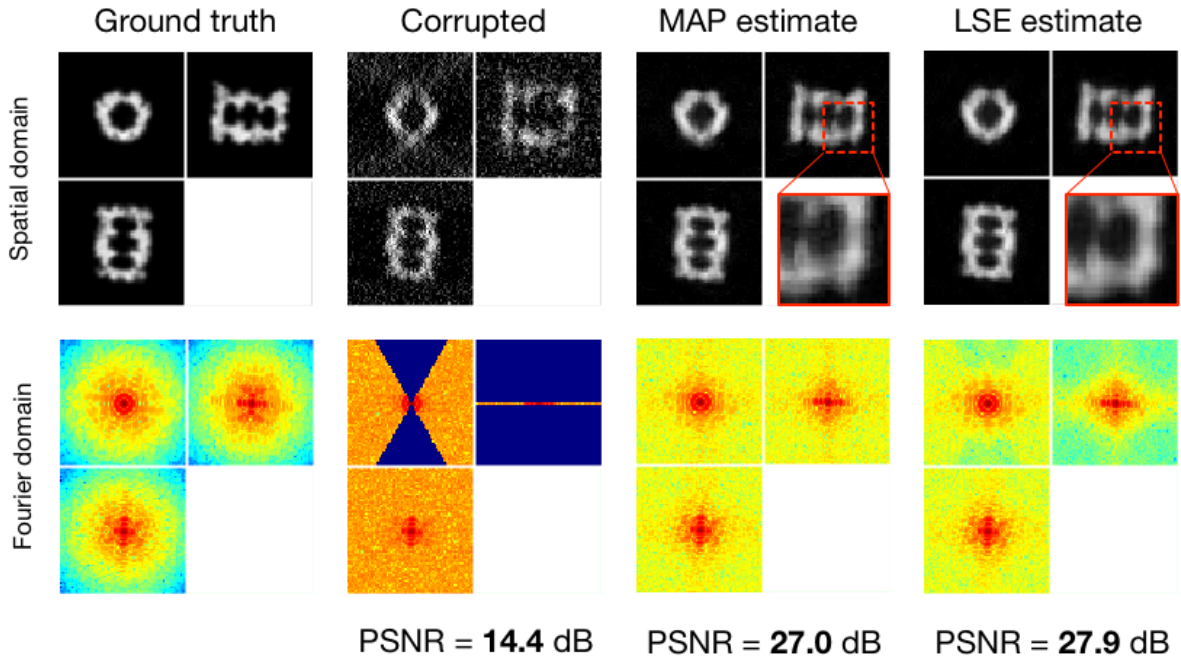 Ground truth
Corrupted
MAP estimate
LSE estimate
Spatial domain
Fourier domain
PSNR = 14.4 dB
PSNR = 27.0 dB
PSNR = 27.9 dB